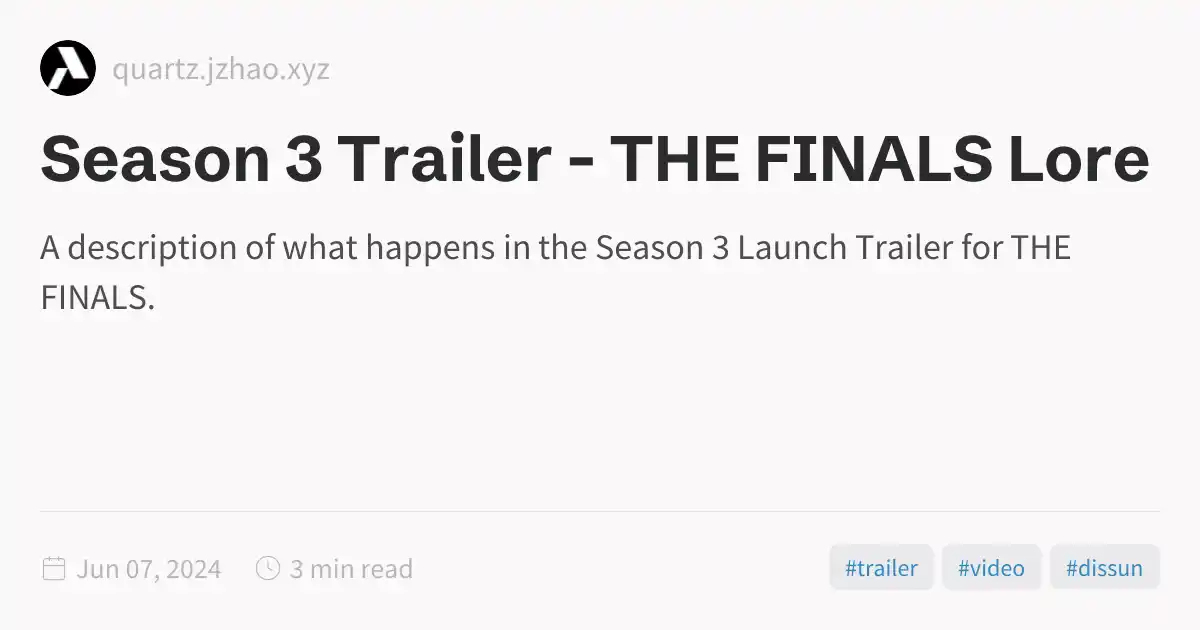 quartz.jzhao.xyz
Season 3 Trailer - THE FINALS Lore
A description of what happens in the Season 3 Launch Trailer for THE
FINALS.
Jun 07, 2024 3 min read #trailer #video #dissun